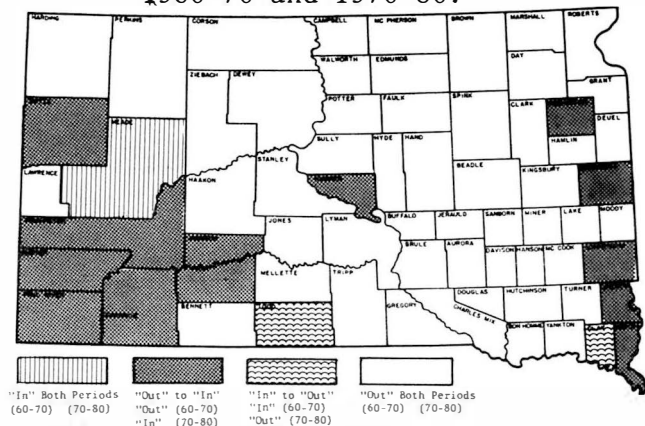 1960-70 and 1970-80.
HARDING
PERKINS
CORSON
CAMPBELL
MC PHERSON
BROWN
MARSHALL
ROBERTS
WALWORTH
EDMUNDS
DAY
ZIEBACH
DEWEY
GRANT
POTTER
FAULK
SPINK
CLARK
MEADE
DEUEL
SULLY
HYDE
HAND
HAMLIN
STANLEY
BEADLE
KINGSBURY
LAWRENCE
HAAKON
JONES
LYMAN
BUFFALO
JERAULD
SANBORN
MINER
LAKE
MOODY
BRULE
AURORA
DAVISON
HANSON
MC COOK
MELLETTE
TRIPP
DOUGLAS
HUTCHINSON
TURNER
BENNETT
TODD
GREGORY
CHARLES MIX
BON HOMME
YANKTON
CLAY
"In" Both Periods
(60-70) (70-80)
"Out" to "In"
"Out" (60-70)
"In" (70-80)
"In" to "Out"
"In" (60-70)
"Out" (70-80)
"Out" Both Periods
(60-70) (70-80)